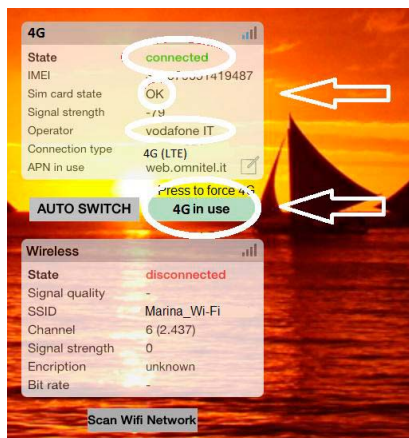 4G
State connected
IMEI 419487
Sim card state OK
Signal strength -79
Operator vodafone IT
Connection type 4G (LTE)
APN in use web.omnitel.it
Press to force 4G
AUTO SWITCH 4G in use
Wireless
State disconnected
Signal quality -
SSID Marina_Wi-Fi
Channel 6 (2.437)
Signal strength 0
Encription unknown
Bit rate -
Scan Wifi Network